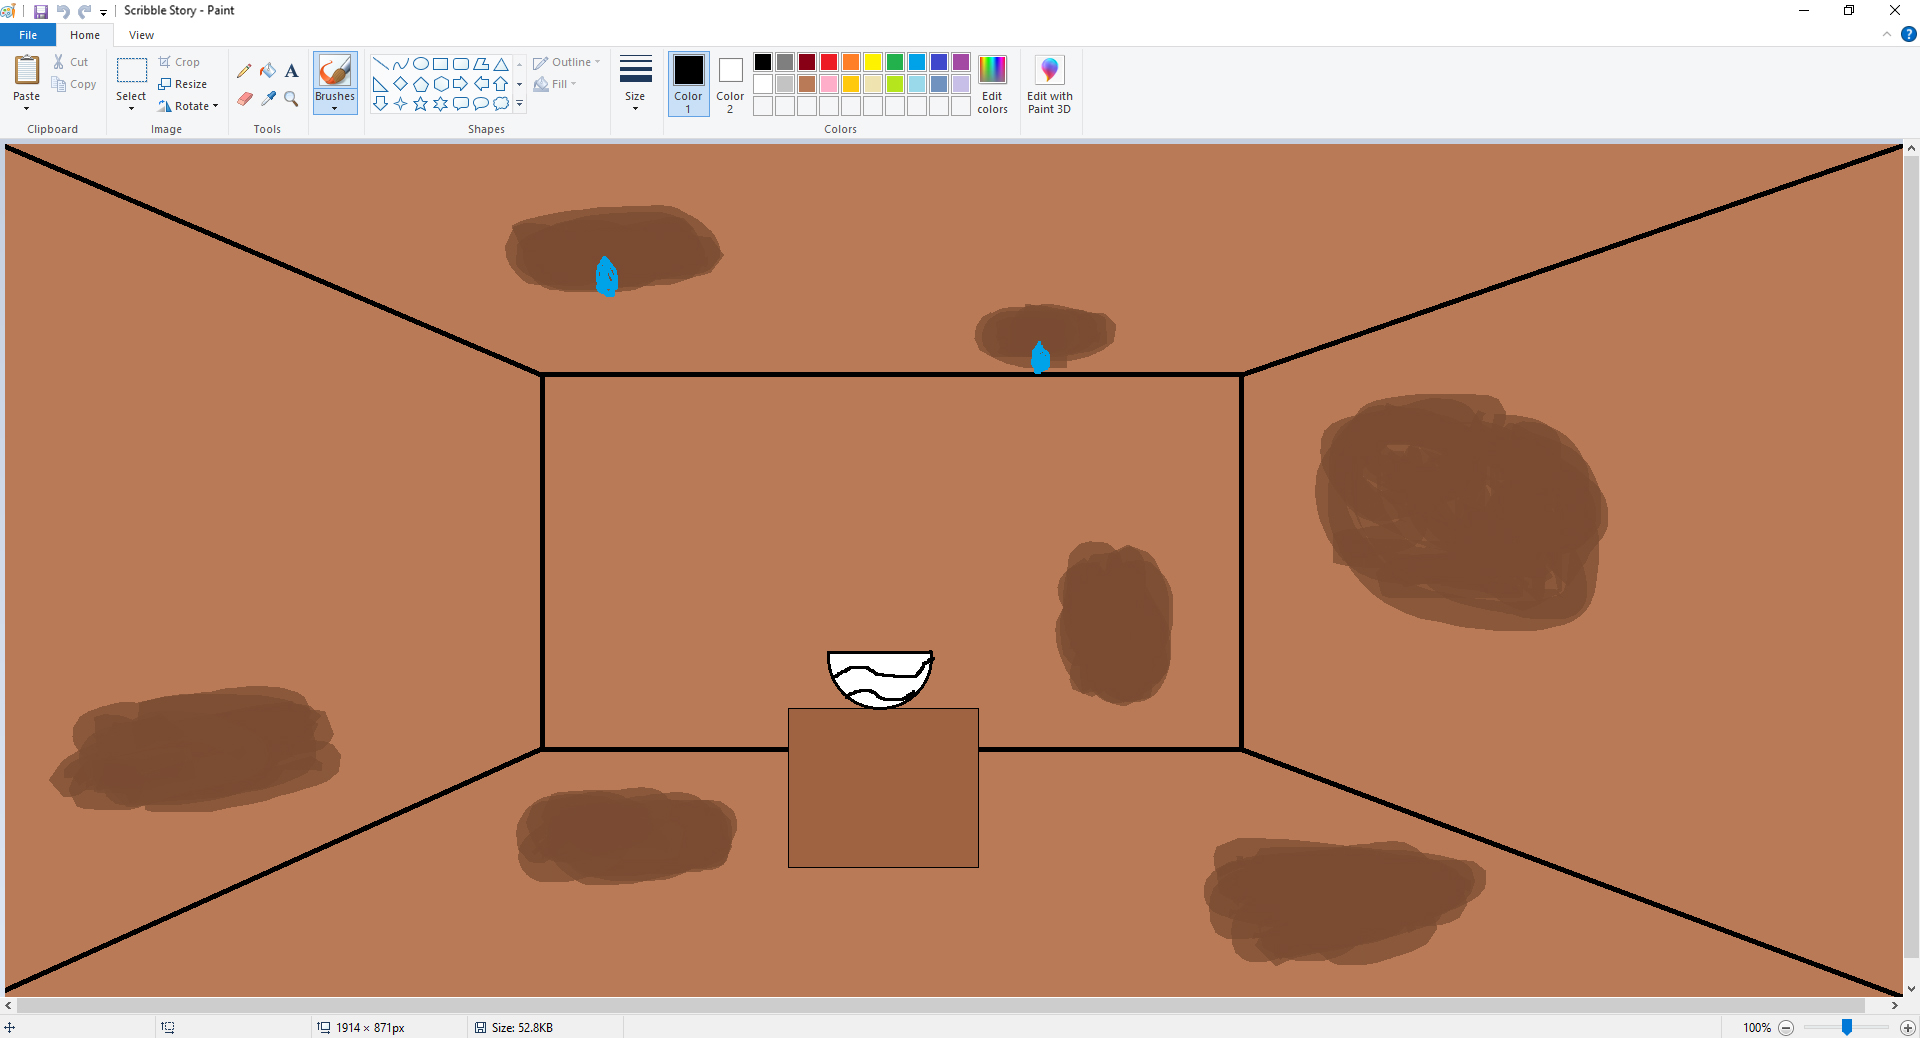 Scribble Story - Paint
File Home View
Paste
Cut
Copy
Clipboard
Select
Crop
Resize
Rotate
Image
A
Tools
Brushes
Shapes
Outline
Fill
Size
Color
1
Color
2
Edit
colors
Colors
Edit with
Paint 3D
1914 × 871px
Size: 52.8KB
100%